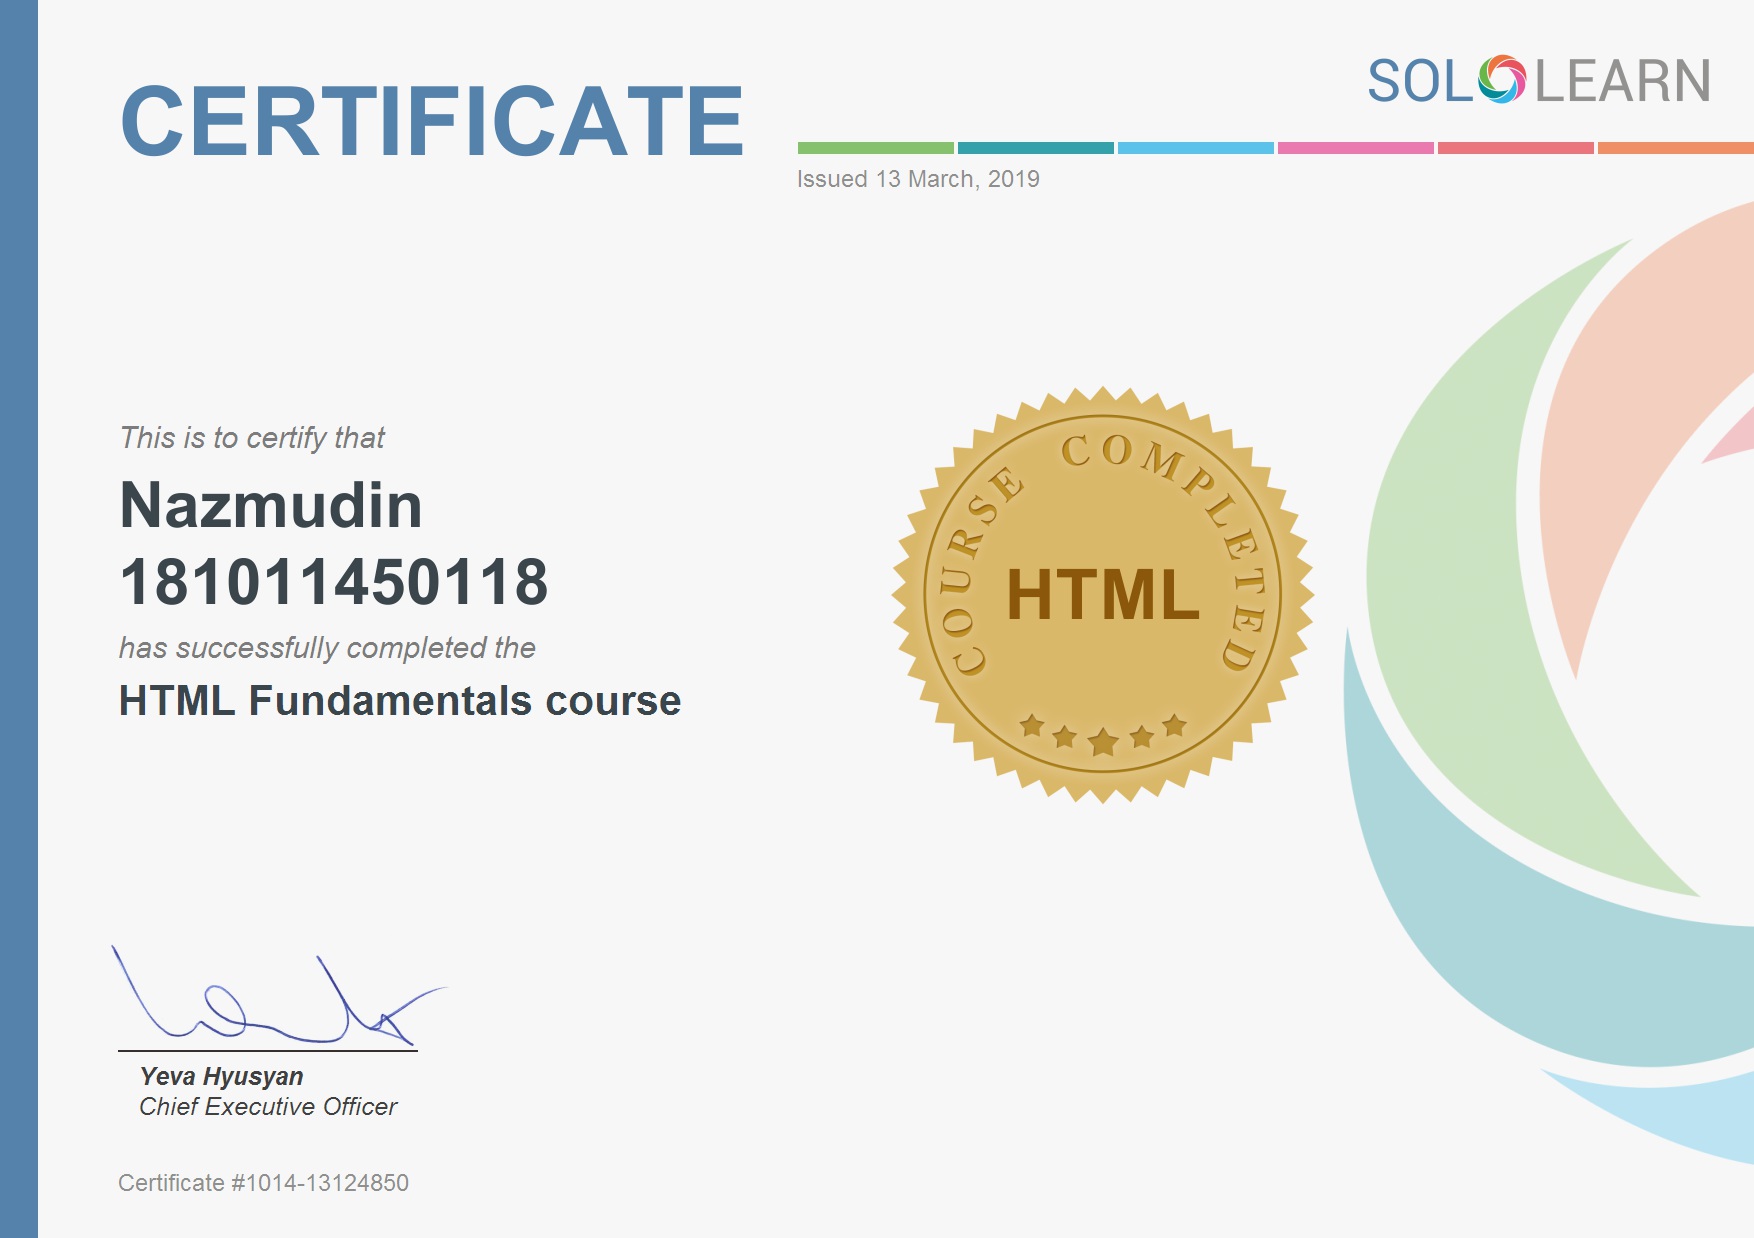 CERTIFICATE
SOLOLEARN
Issued 13 March, 2019
This is to certify that
Nazmudin
181011450118
has successfully completed the
HTML Fundamentals course
COURSE COMPLETED
HTML
Yeva Hyusyan
Chief Executive Officer
Certificate #1014-13124850